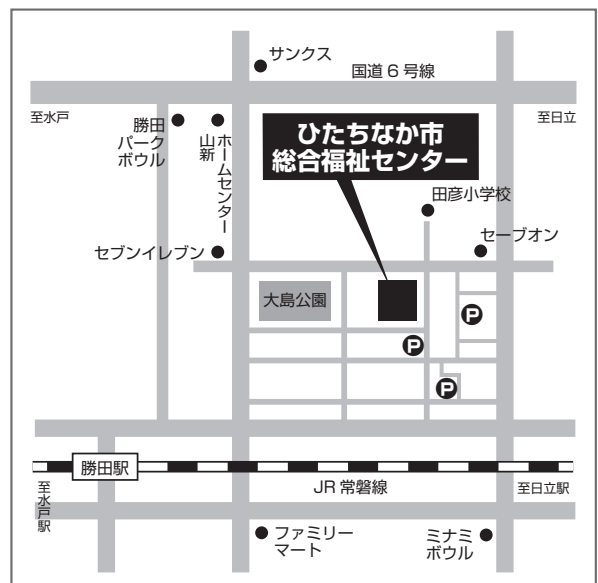 サンクス
国道6号線
至水戸
至日立
勝田
パーク
ボウル
ホームセンター
山新
ひたちなか市
総合福祉センター
田彦小学校
セーブオン
セブンイレブン
大島公園
P
P
P
勝田駅
至水戸駅
JR常磐線
至日立駅
ファミリー
マート
ミナミ
ボウル